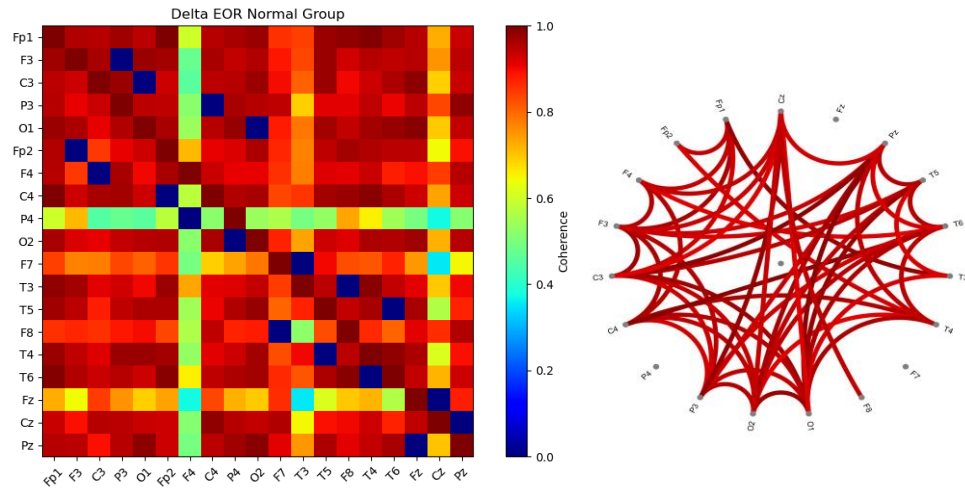 Delta EOR Normal Group
Fp1
F3
C3
P3
O1
Fp2
F4
C4
P4
O2
F7
T3
T5
F8
T4
T6
Fz
Cz
Pz
Fp1 F3 C3 P3 O1 Fp2 F4 C4 P4 O2 F7 T3 T5 F8 T4 T6 Fz Cz Pz
1.0
0.8
0.6
0.4
0.2
0.0
Coherence
Cz
Fz
Fp1
Pz
Fp2
T5
F4
T6
F3
C3
C4
T4
P4
F7
P3
F8
O2
O1